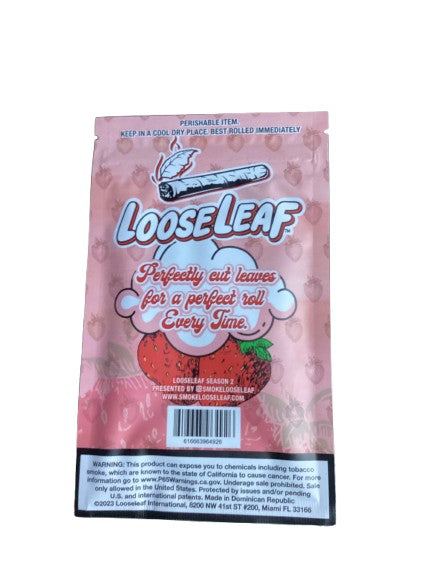 PERISHABLE ITEM.
KEEP IN A COOL DRY PLACE. BEST ROLLED IMMEDIATELY
LOOSELEAF™
Perfectly cut leaves
for a perfect roll
Every Time.
LOOSELEAF SEASON 2
PRESENTED BY @SMOKELOOSELEAF
WWW.SMOKELOOSELEAF.COM
616663964926
WARNING: This product can expose you to chemicals including tobacco
smoke, which are known to the state of California to cause cancer. For more
information go to www.P65Warnings.ca.gov. Underage sale prohibited. Sale
only allowed in the United States. Protected by issues and/or pending
U.S. and international patents. Made in Dominican Republic
©2023 Looseleaf International, 8200 NW 41st ST #200, Miami FL 33166